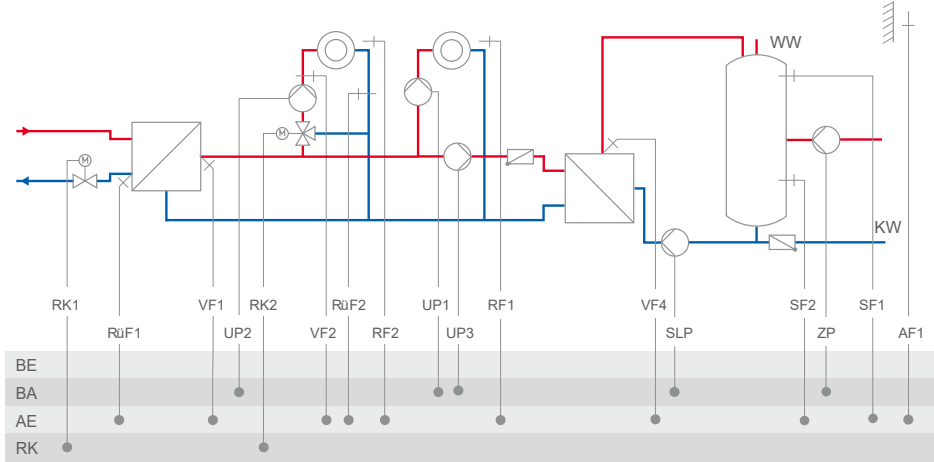 WW
M
M
KW
RK1 VF1 RK2 RüF2 UP1 RF1 VF4 SF2 SF1
RüF1 UP2 VF2 RF2 UP3 SLP ZP AF1
BE
BA
AE
RK